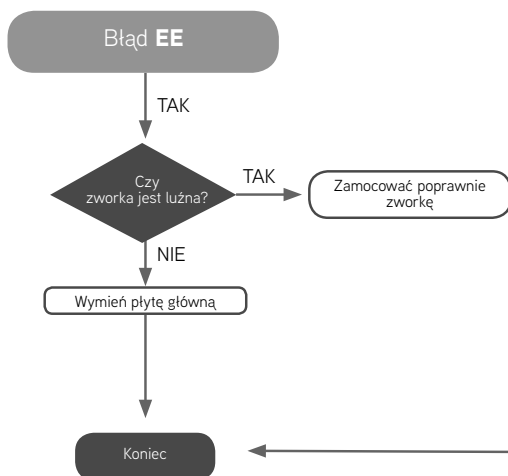 Błąd EE
TAK
Czy
zworka jest luźna?
TAK
Zamocować poprawnie
zworkę
NIE
Wymień płytę główną
Koniec